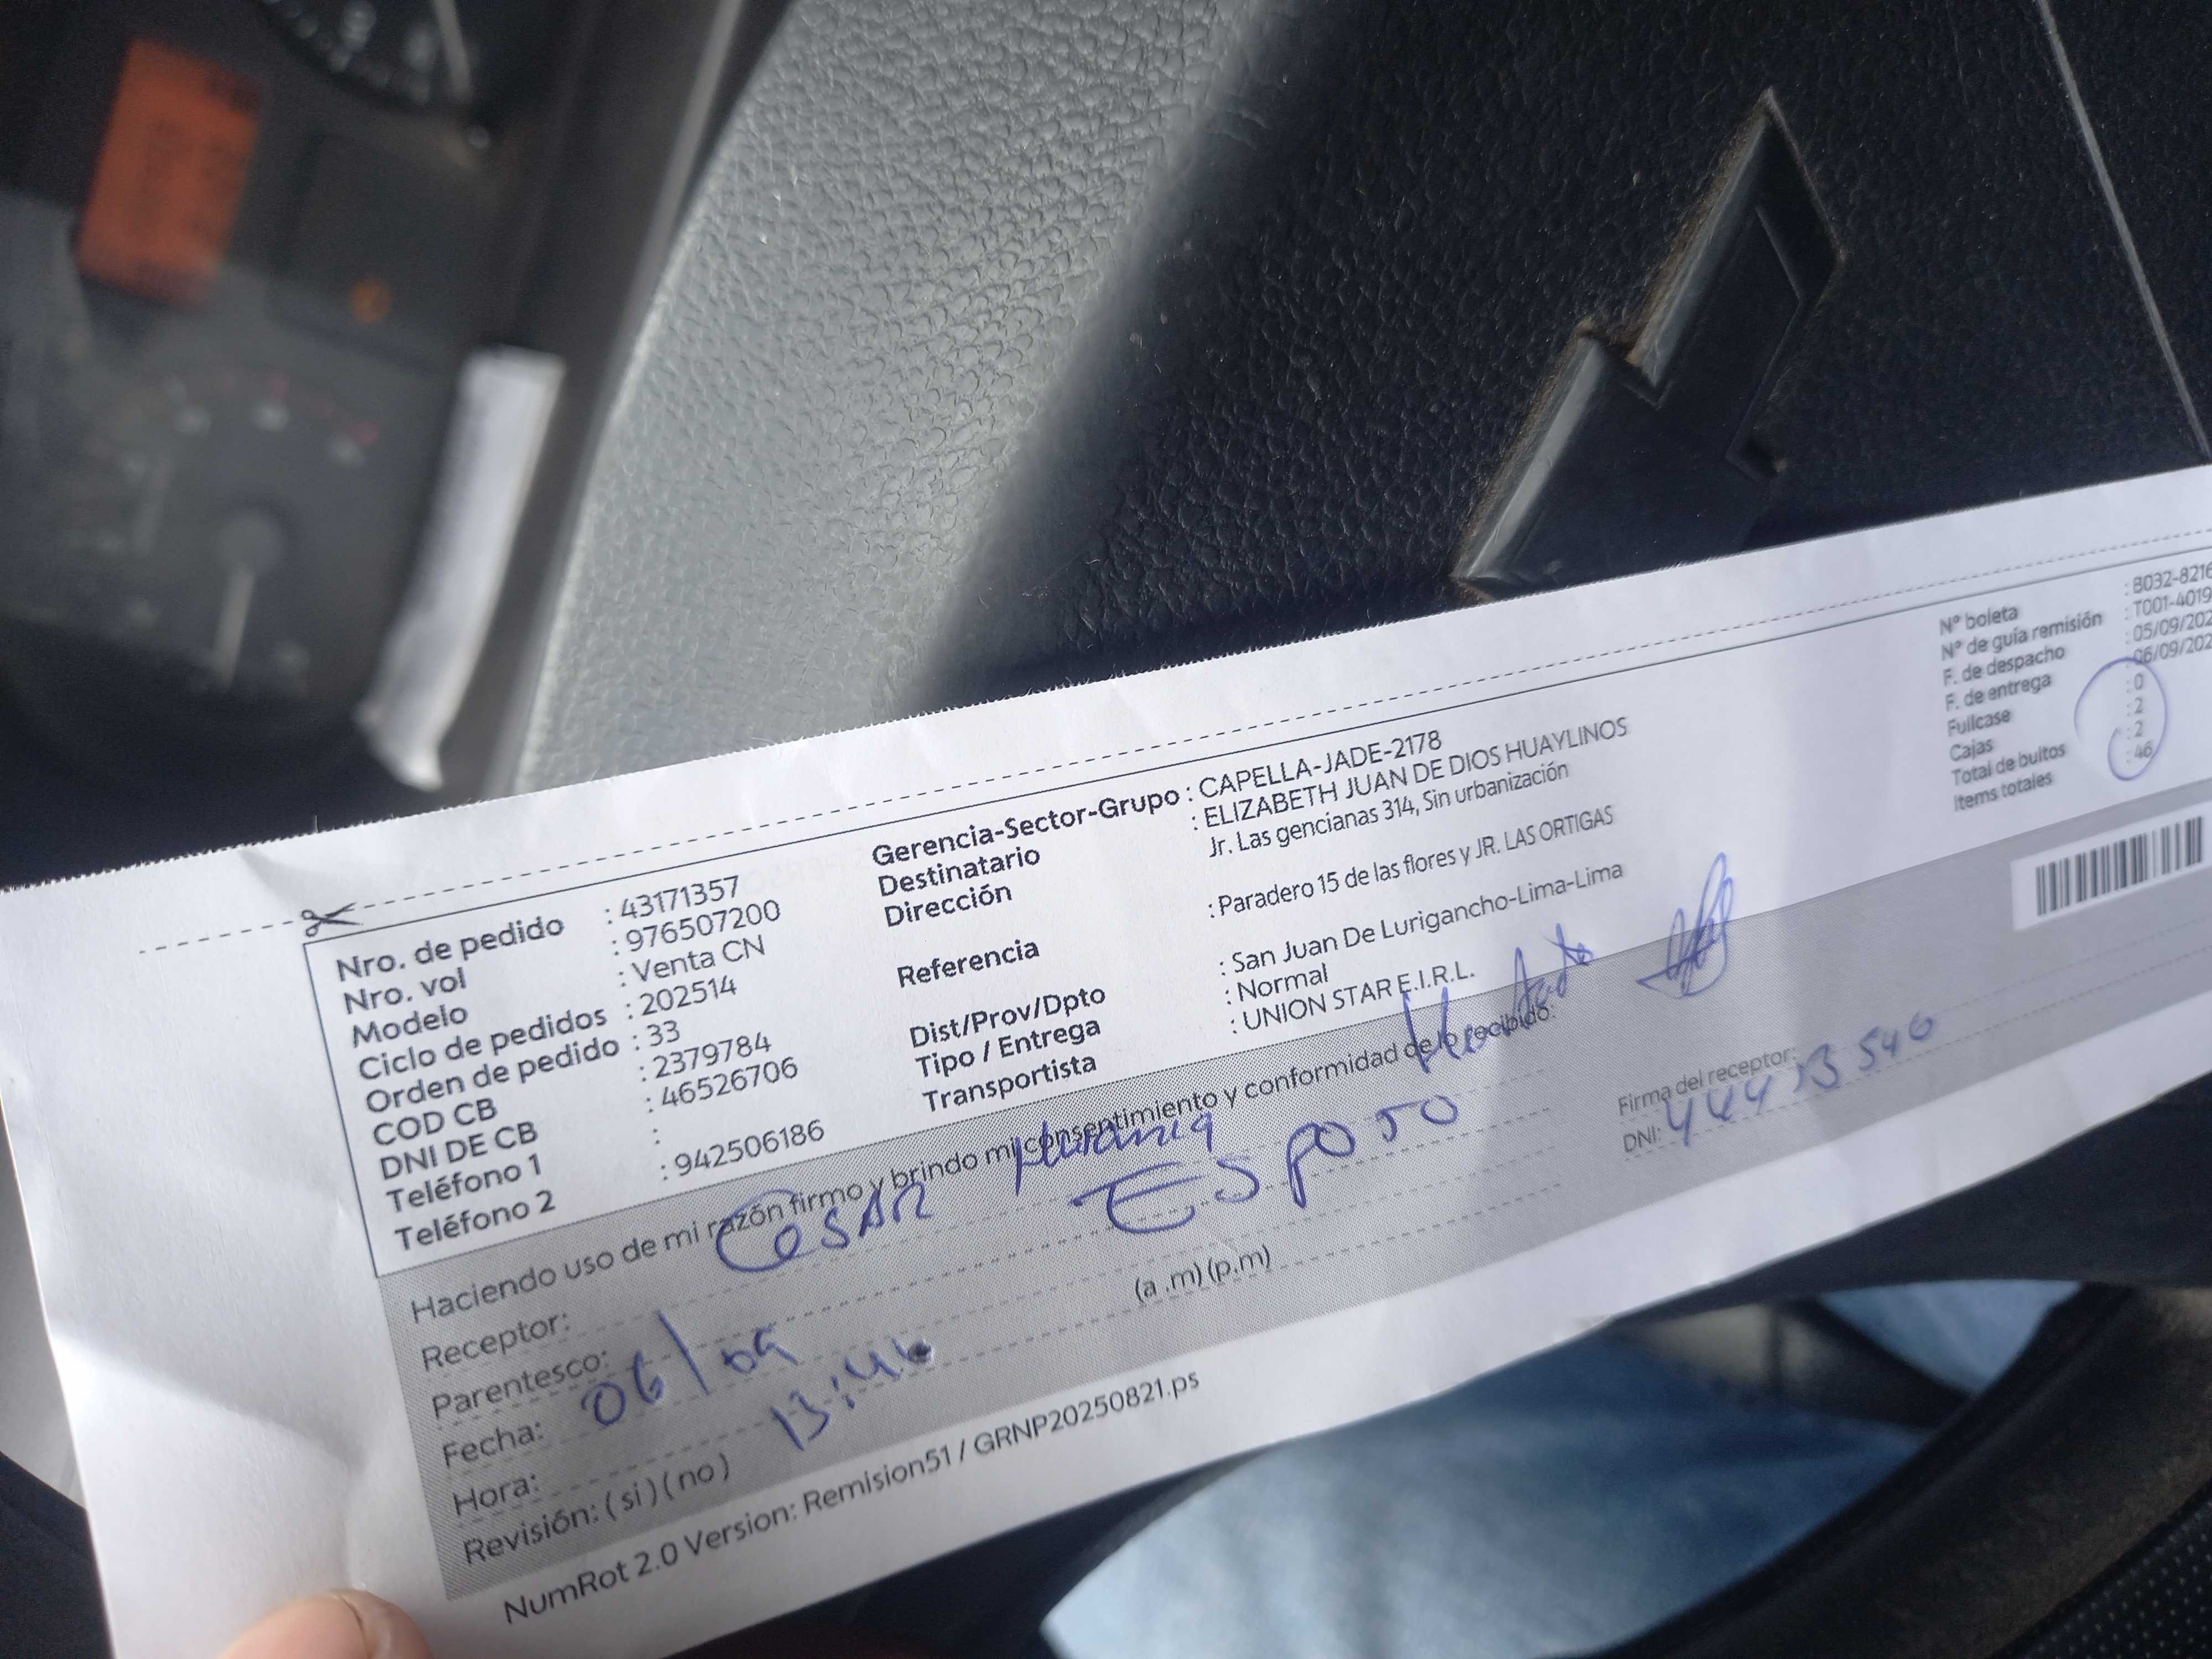 Nro. de pedido : 43171357
Nro. vol : 976507200
Modelo : Venta CN
Ciclo de pedidos : 202514
Orden de pedido : 33
COD CB : 2379784
DNI DE CB : 46526706
Teléfono 1 :
Teléfono 2 : 942506186
Gerencia-Sector-Grupo : CAPELLA-JADE-2178
Destinatario : ELIZABETH JUAN DE DIOS HUAYLINOS
Dirección Jr. Las gencianas 314, Sin urbanización
Referencia : Paradero 15 de las flores y JR. LAS ORTIGAS
Dist/Prov/Dpto : San Juan De Lurigancho-Lima-Lima
Tipo / Entrega : Normal
Transportista : UNION STAR E.I.R.L.
Nº boleta : B032-8216
Nº de guía remisión : T001-4019
F. de despacho : 05/09/202
F. de entrega : 06/09/202
Fullcase : 0
Cajas : 2
Total de bultos : 2
Items totales : 46
Haciendo uso de mi razón firmo y brindo mi consentimiento y conformidad de lo recibido:
Receptor: CesAR
Parentesco: Esposo
Fecha: 06/09
Hora: 13:46 (a .m) (p.m)
Revisión: ( si ) ( no )
Firma del receptor:
DNI:
NumRot 2.0 Version: Remision51 / GRNP20250821.ps